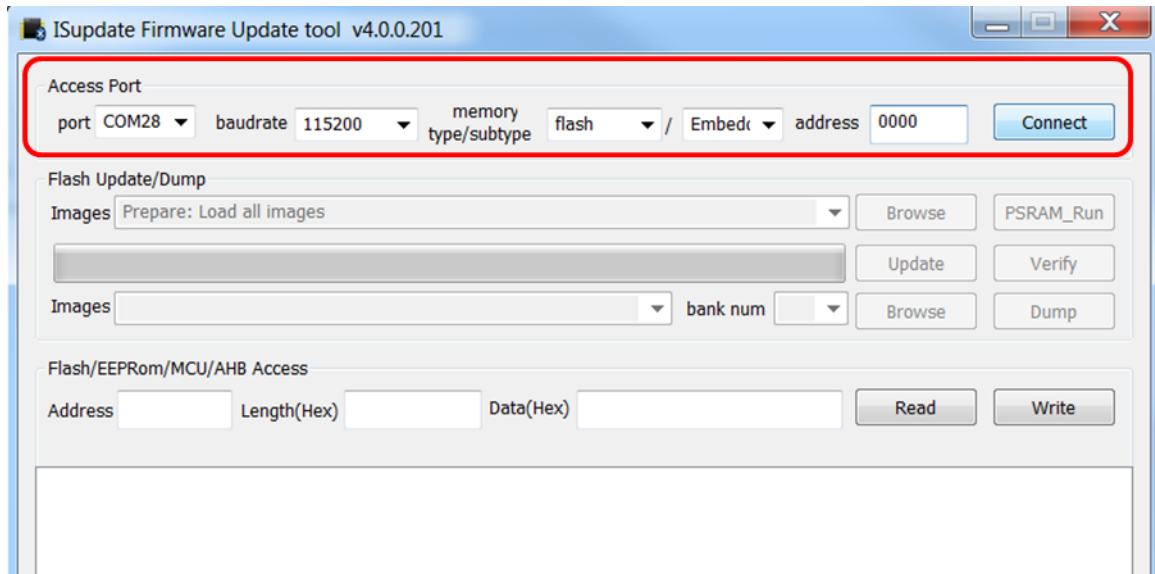 ISupdate Firmware Update tool v4.0.0.201
Access Port
port COM28 baudrate 115200 memory type/subtype flash / Embedc address 0000 Connect
Flash Update/Dump
Images Prepare: Load all images Browse PSRAM_Run
Update Verify
Images bank num Browse Dump
Flash/EEPRom/MCU/AHB Access
Address Length(Hex) Data(Hex) Read Write